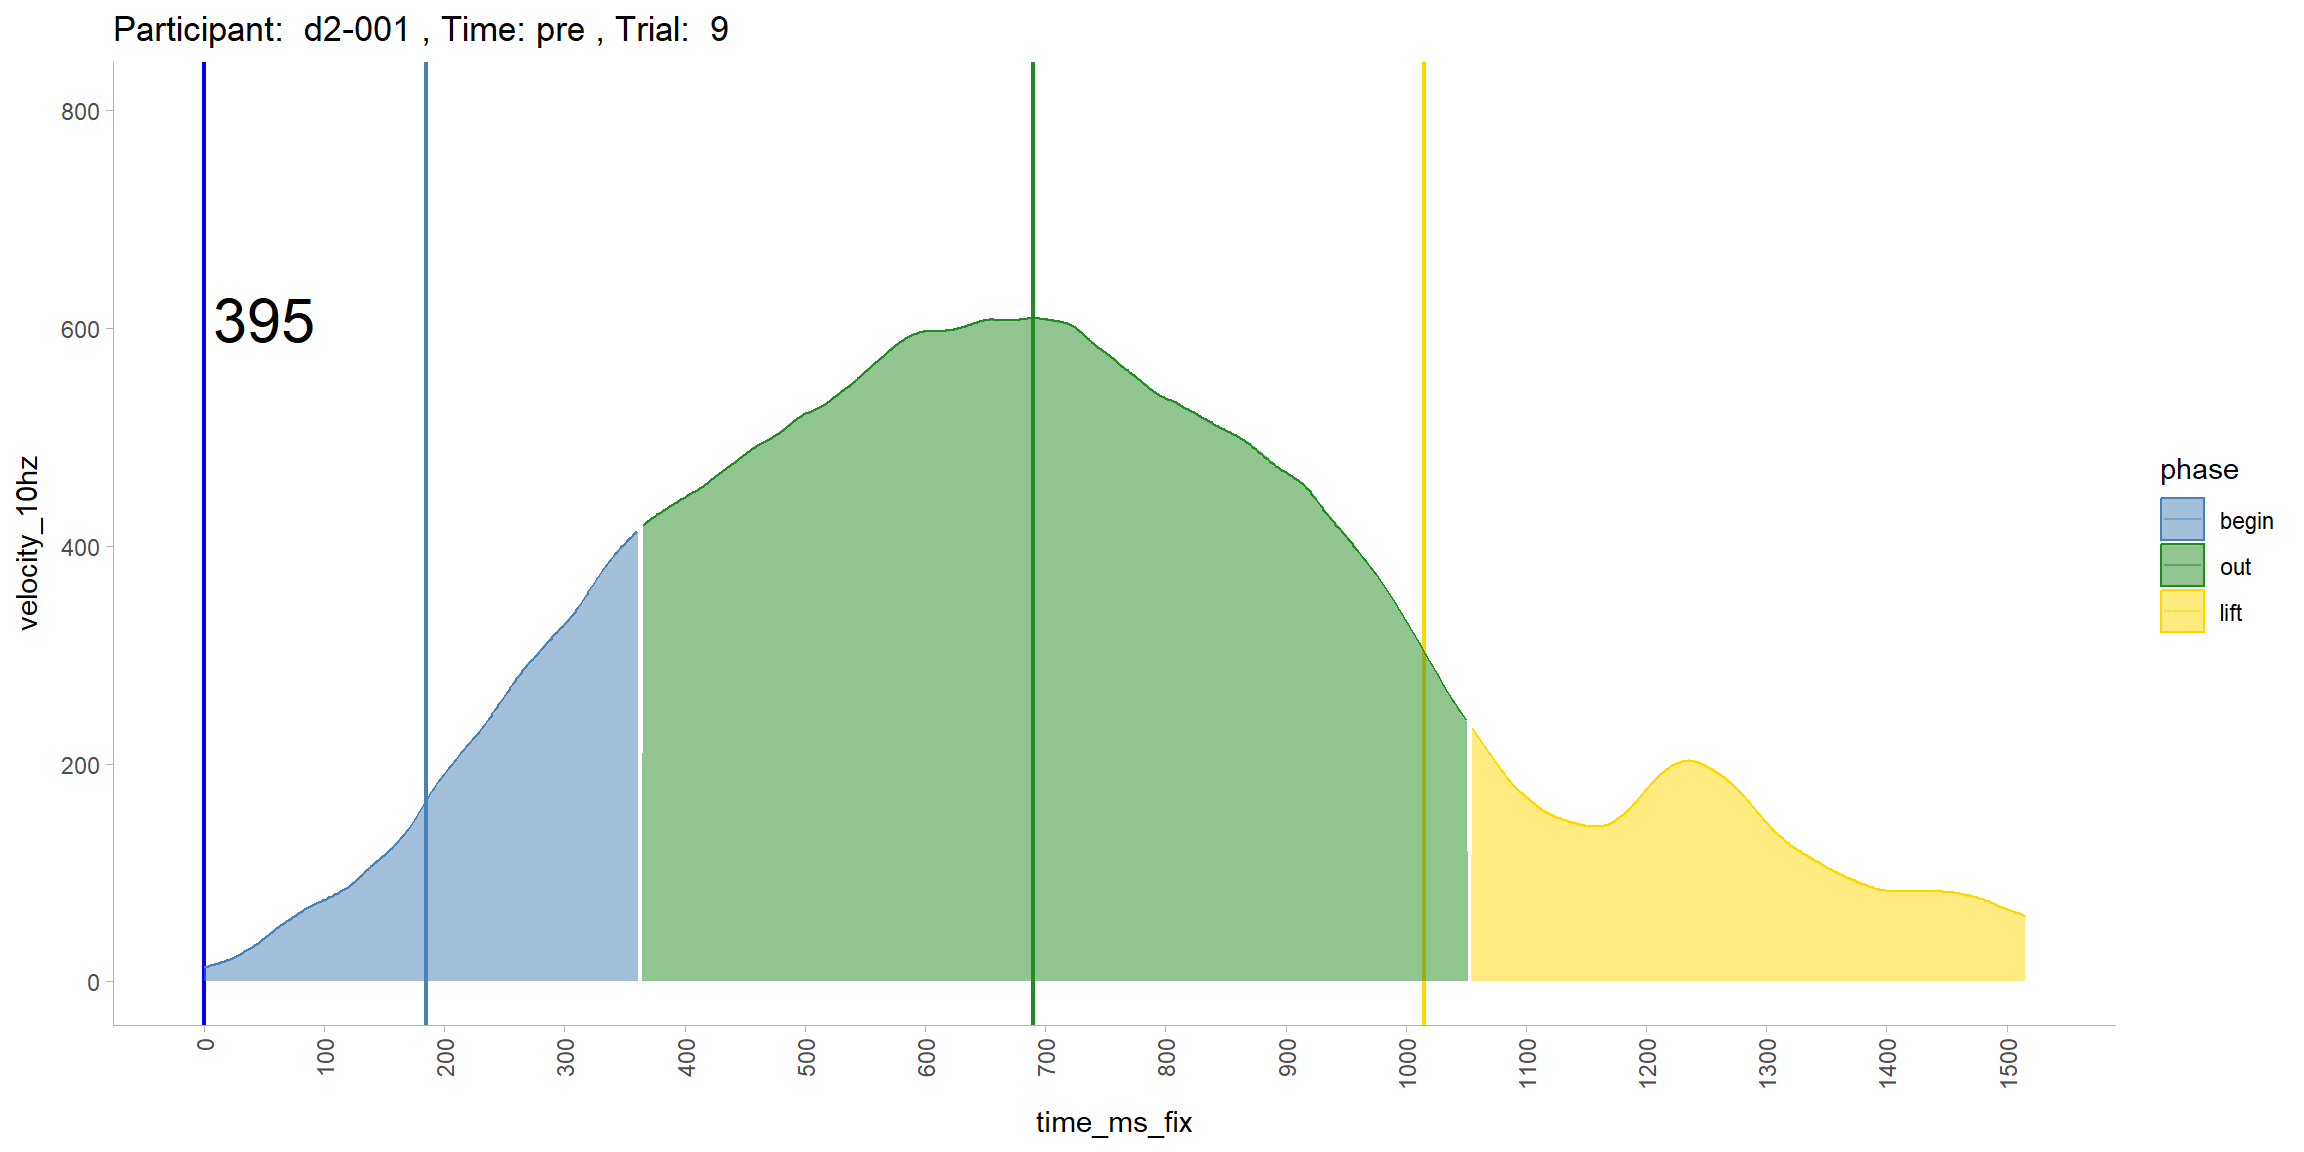 Participant:  d2-001 , Time: pre , Trial:  9
800
600
400
200
0
395
velocity_10hz
0 100 200 300 400 500 600 700 800 900 1000 1100 1200 1300 1400 1500
time_ms_fix
phase
begin
out
lift